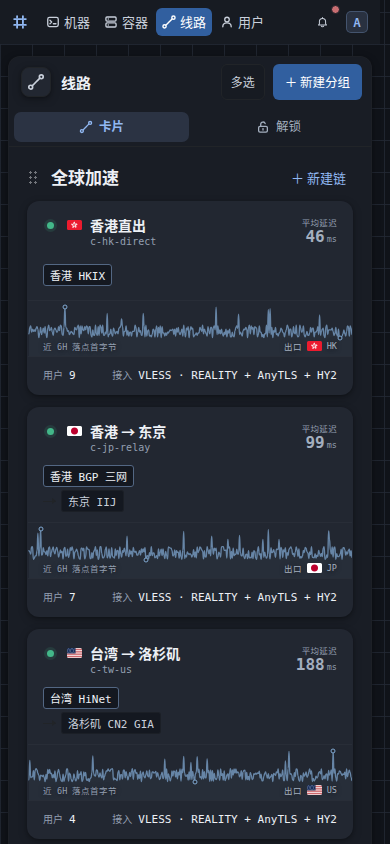 机器 容器 线路 用户 A
线路 多选 ＋新建分组
卡片 解锁
全球加速 ＋ 新建链
香港直出 平均延迟
c-hk-direct 46 ms
香港 HKIX
近 6H 落点首字节 出口 HK
用户 9 接入 VLESS · REALITY + AnyTLS + HY2
香港→东京 平均延迟
c-jp-relay 99 ms
香港 BGP 三网
东京 IIJ
近 6H 落点首字节 出口 JP
用户 7 接入 VLESS · REALITY + AnyTLS + HY2
台湾→洛杉矶 平均延迟
c-tw-us 188 ms
台湾 HiNet
洛杉矶 CN2 GIA
近 6H 落点首字节 出口 US
用户 4 接入 VLESS · REALITY + AnyTLS + HY2